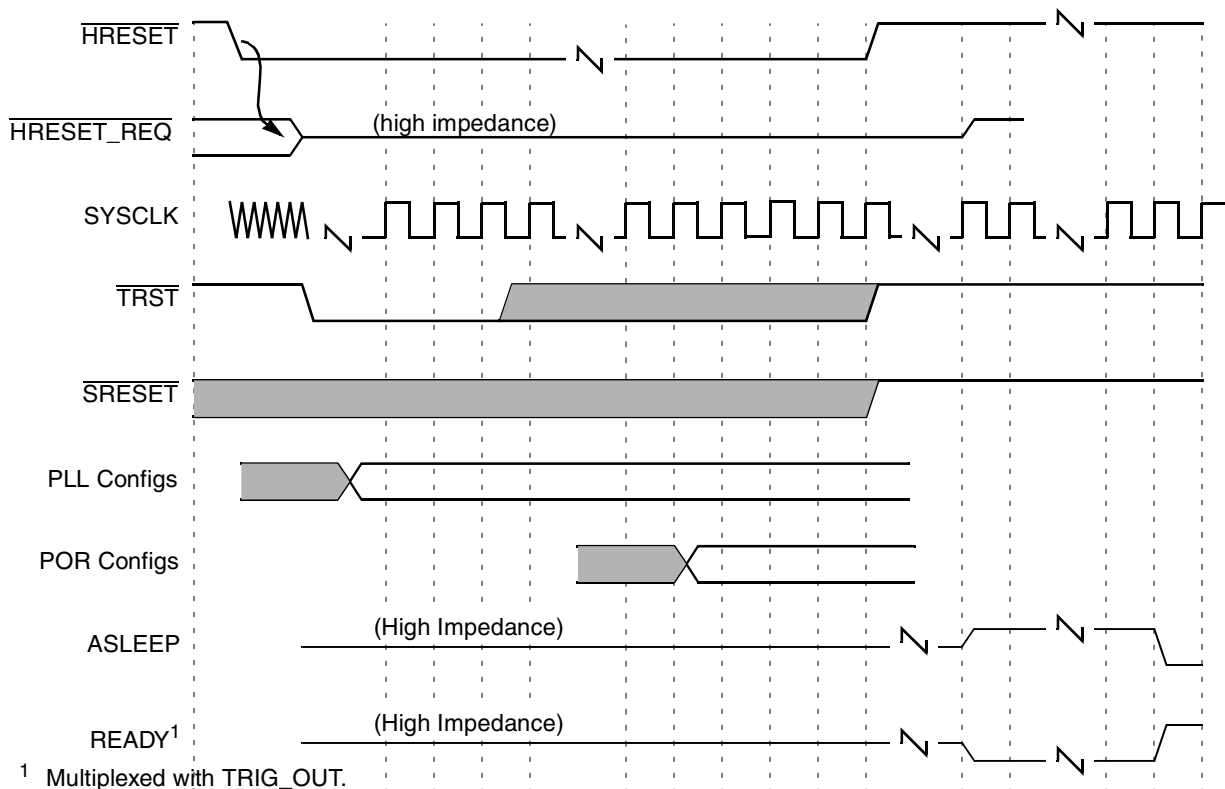 HRESET
HRESET_REQ
(high impedance)
SYSCLK
TRST
SRESET
PLL Configs
POR Configs
(High Impedance)
ASLEEP
(High Impedance)
READY¹
¹ Multiplexed with TRIG_OUT.